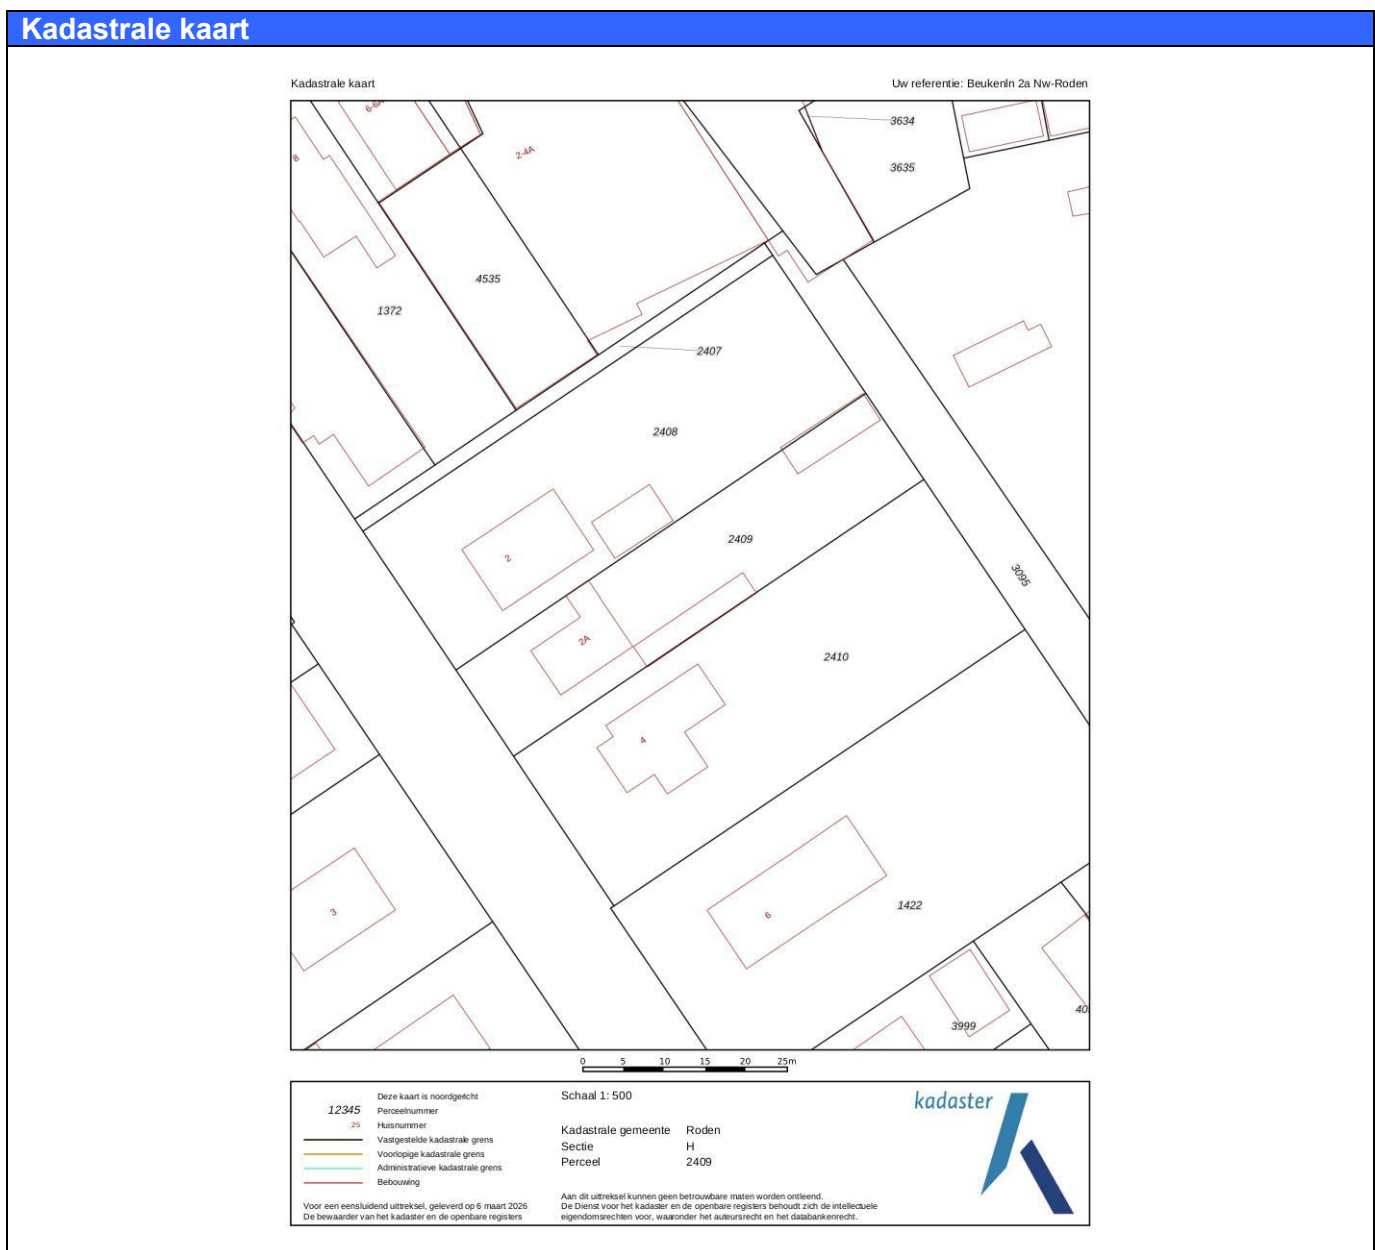 Kadastrale kaart
Kadastrale kaart
Uw referentie: Beukenln 2a Nw-Roden
6-6A
2-4A
8
3634
3635
4535
1372
2407
2408
2
2409
2A
3095
2410
4
6
1422
3
3999
0 5 10 15 20 25m
Deze kaart is noordgericht
12345 Perceelnummer
25 Huisnummer
Vastgestelde kadastrale grens
Voorlopige kadastrale grens
Administratieve kadastrale grens
Bebouwing
Voor een eensluidend uittreksel, geleverd op 6 maart 2026
De bewaarder van het kadaster en de openbare registers
Schaal 1: 500
Kadastrale gemeente Roden
Sectie H
Perceel 2409
Aan dit uittreksel kunnen geen betrouwbare maten worden ontleend.
De Dienst voor het kadaster en de openbare registers behoudt zich de intellectuele
eigendomsrechten voor, waaronder het auteursrecht en het databankenrecht.
kadaster